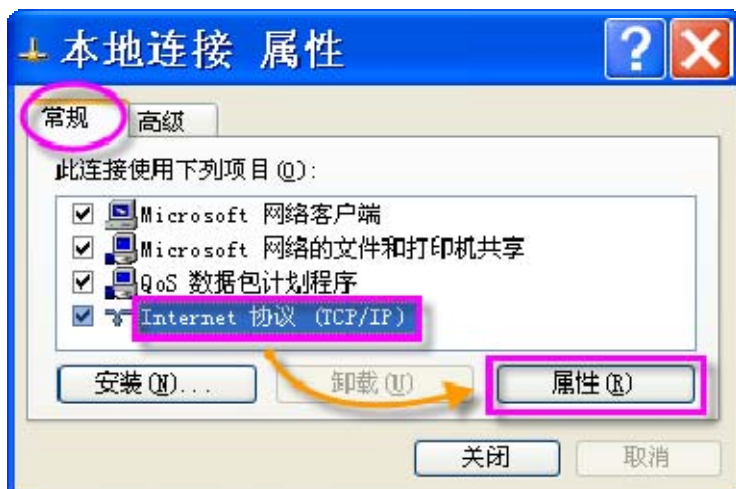 本地连接 属性
常规
高级
此连接使用下列项目(O):
Microsoft 网络客户端
Microsoft 网络的文件和打印机共享
QoS 数据包计划程序
Internet 协议 (TCP/IP)
安装(N)... 卸载(U) 属性(R)
关闭 取消